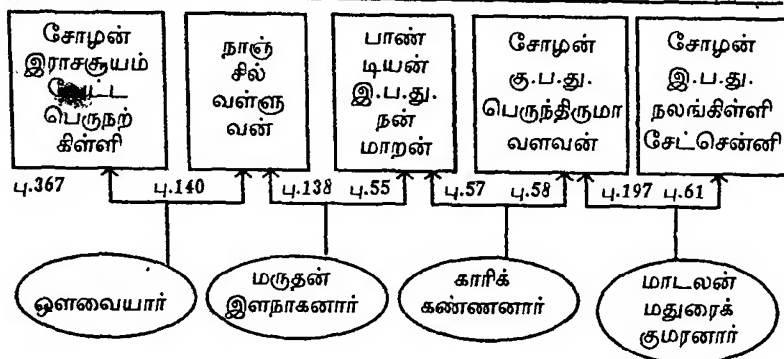 சோழன்
இராசசூயம்
பெருநற்
கிள்ளி
நாஞ்
சில்
வள்ளு
வன்
பாண்
டியன்
இ.ப.து.
நன்
மாறன்
சோழன்
கு.ப.து.
பெருந்திருமா
வளவன்
சோழன்
இ.ப.து.
நலங்கிள்ளி
சேட்சென்னி
பு.367 பு.140 பு.138 பு.55 பு.57 பு.58 பு.197 பு.61
ஔவையார்
மருதன்
இளநாகனார்
காரிக்
கண்ணனார்
மாடலன்
மதுரைக்
குமரனார்